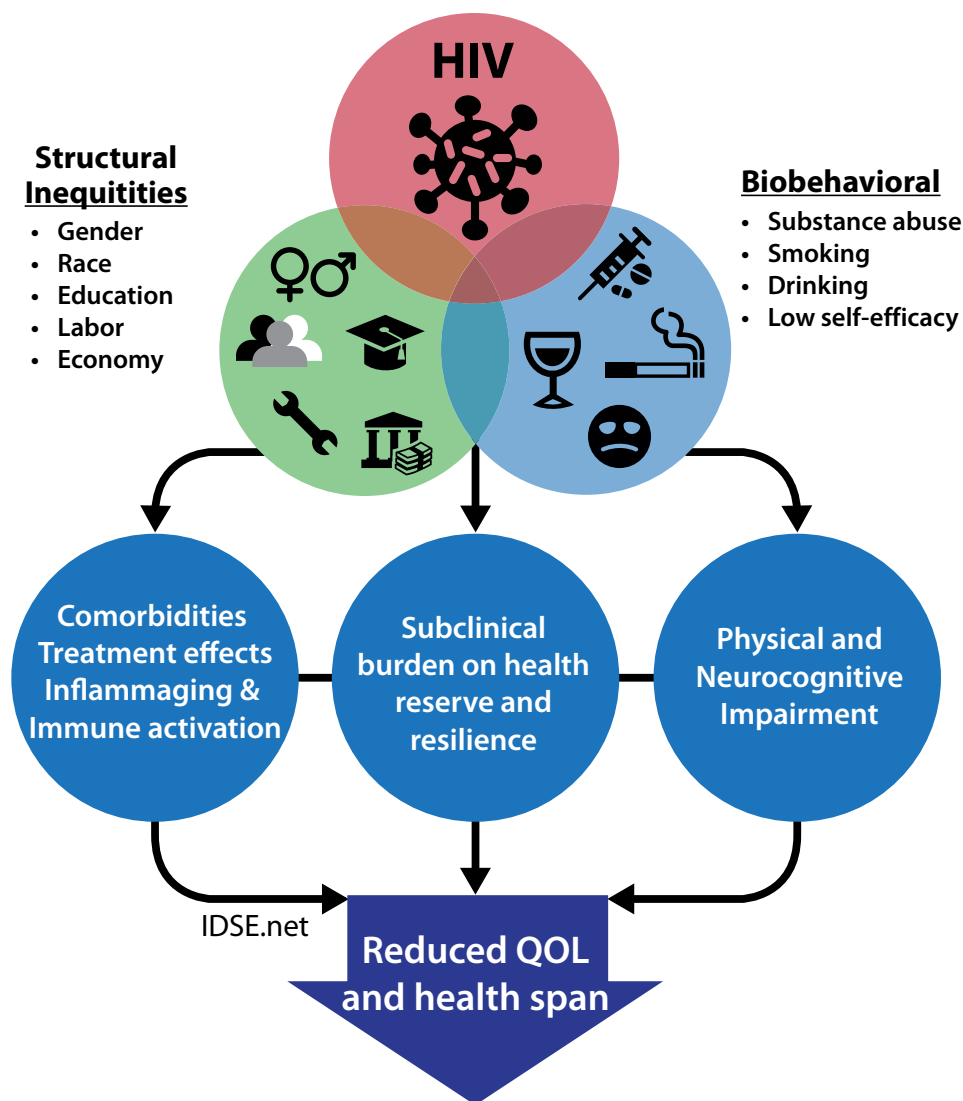 HIV
Structural
Inequitities
• Gender
• Race
• Education
• Labor
• Economy
Biobehavioral
• Substance abuse
• Smoking
• Drinking
• Low self-efficacy
Comorbidities
Treatment effects
Inflammaging &
Immune activation
Subclinical
burden on health
reserve and
resilience
Physical and
Neurocognitive
Impairment
IDSE.net
Reduced QOL
and health span